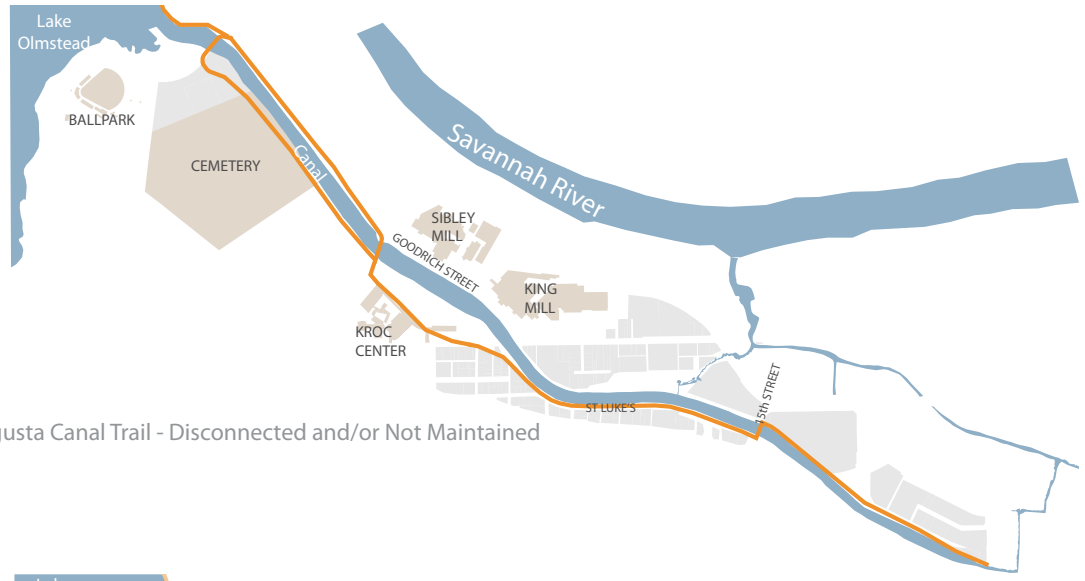 Lake
Olmstead
BALLPARK
CEMETERY
Canal
Savannah River
SIBLEY
MILL
GOODRICH STREET
KING
MILL
KROC
CENTER
ST LUKE'S
5th STREET
gusta Canal Trail - Disconnected and/or Not Maintained